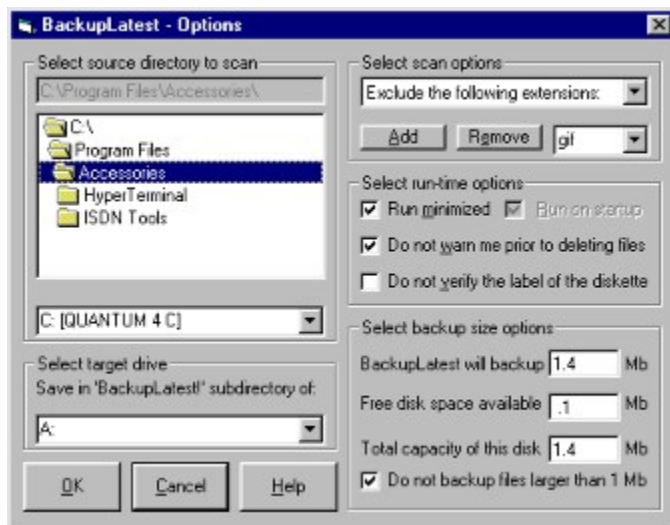 BackupLatest - Options
Select source directory to scan
C:\Program Files\Accessories\
C:\
Program Files
Accessories
HyperTerminal
ISDN Tools
C: [QUANTUM 4 C]
Select target drive
Save in 'BackupLatest!' subdirectory of:
A:
OK Cancel Help
Select scan options
Exclude the following extensions:
Add Remove gif
Select run-time options
Run minimized Run on startup
Do not warn me prior to deleting files
Do not verify the label of the diskette
Select backup size options
BackupLatest will backup 1.4 Mb
Free disk space available .1 Mb
Total capacity of this disk 1.4 Mb
Do not backup files larger than 1 Mb